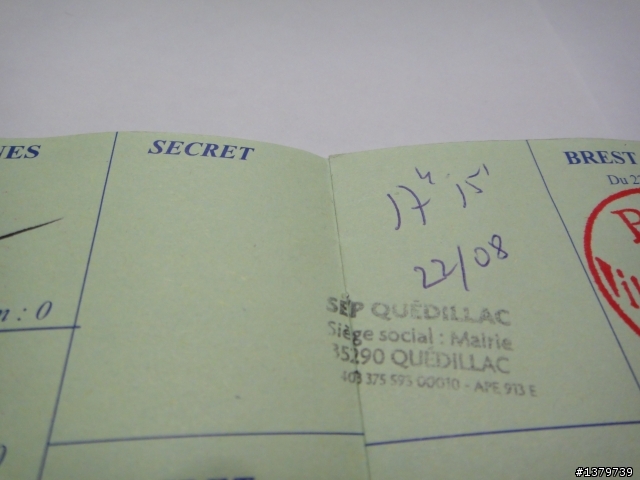 SECRET
17h 15'
22/08
BREST
Du 2
SEP QUÉDILLAC
Siège social : Mairie
35290 QUÉDILLAC
403 375 595 00010 - APE 913 E
n : 0
#1379739